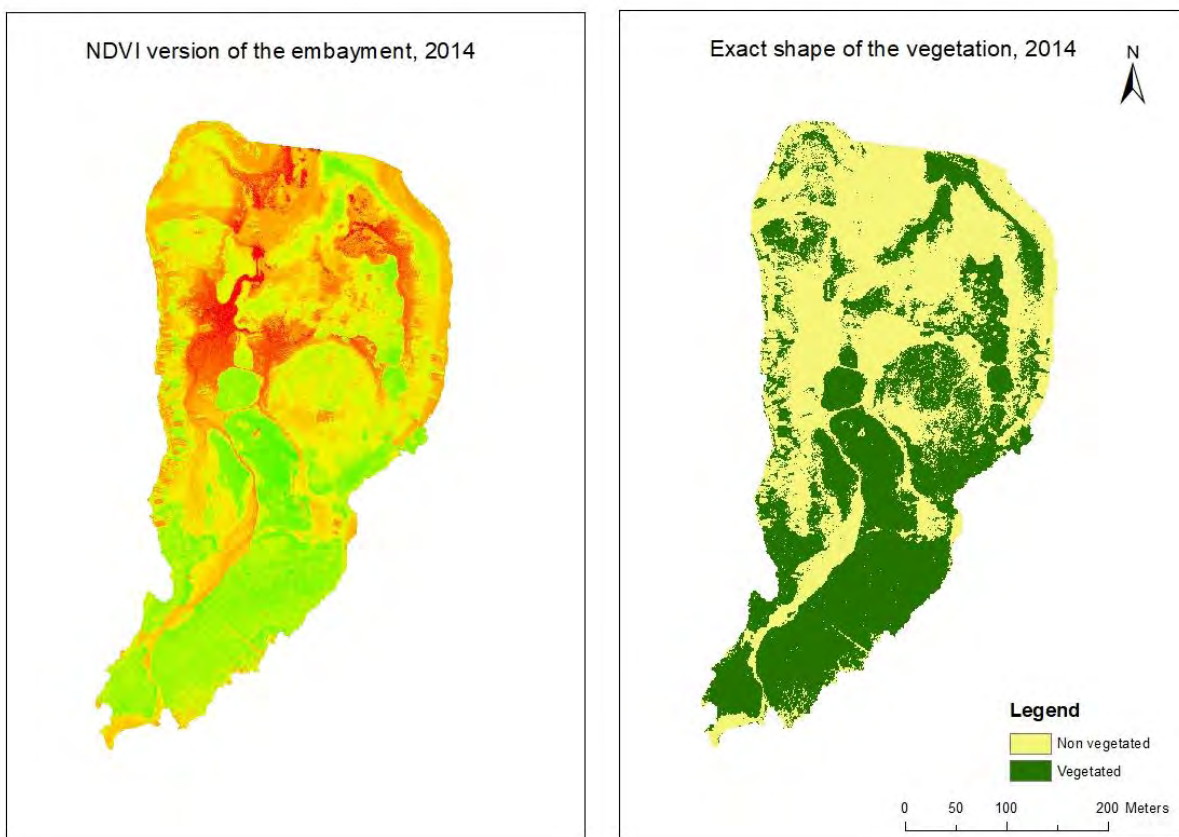 NDVI version of the embayment, 2014
Exact shape of the vegetation, 2014
N
Legend
Non vegetated
Vegetated
0 50 100 200 Meters